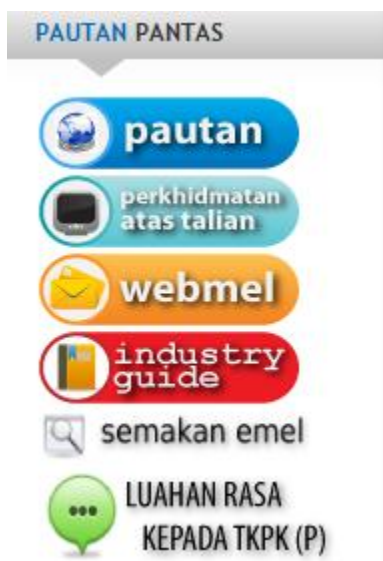 PAUTAN PANTAS
pautan
perkhidmatan
atas talian
webmel
industry
guide
semakan emel
LUAHAN RASA
KEPADA TKPK (P)